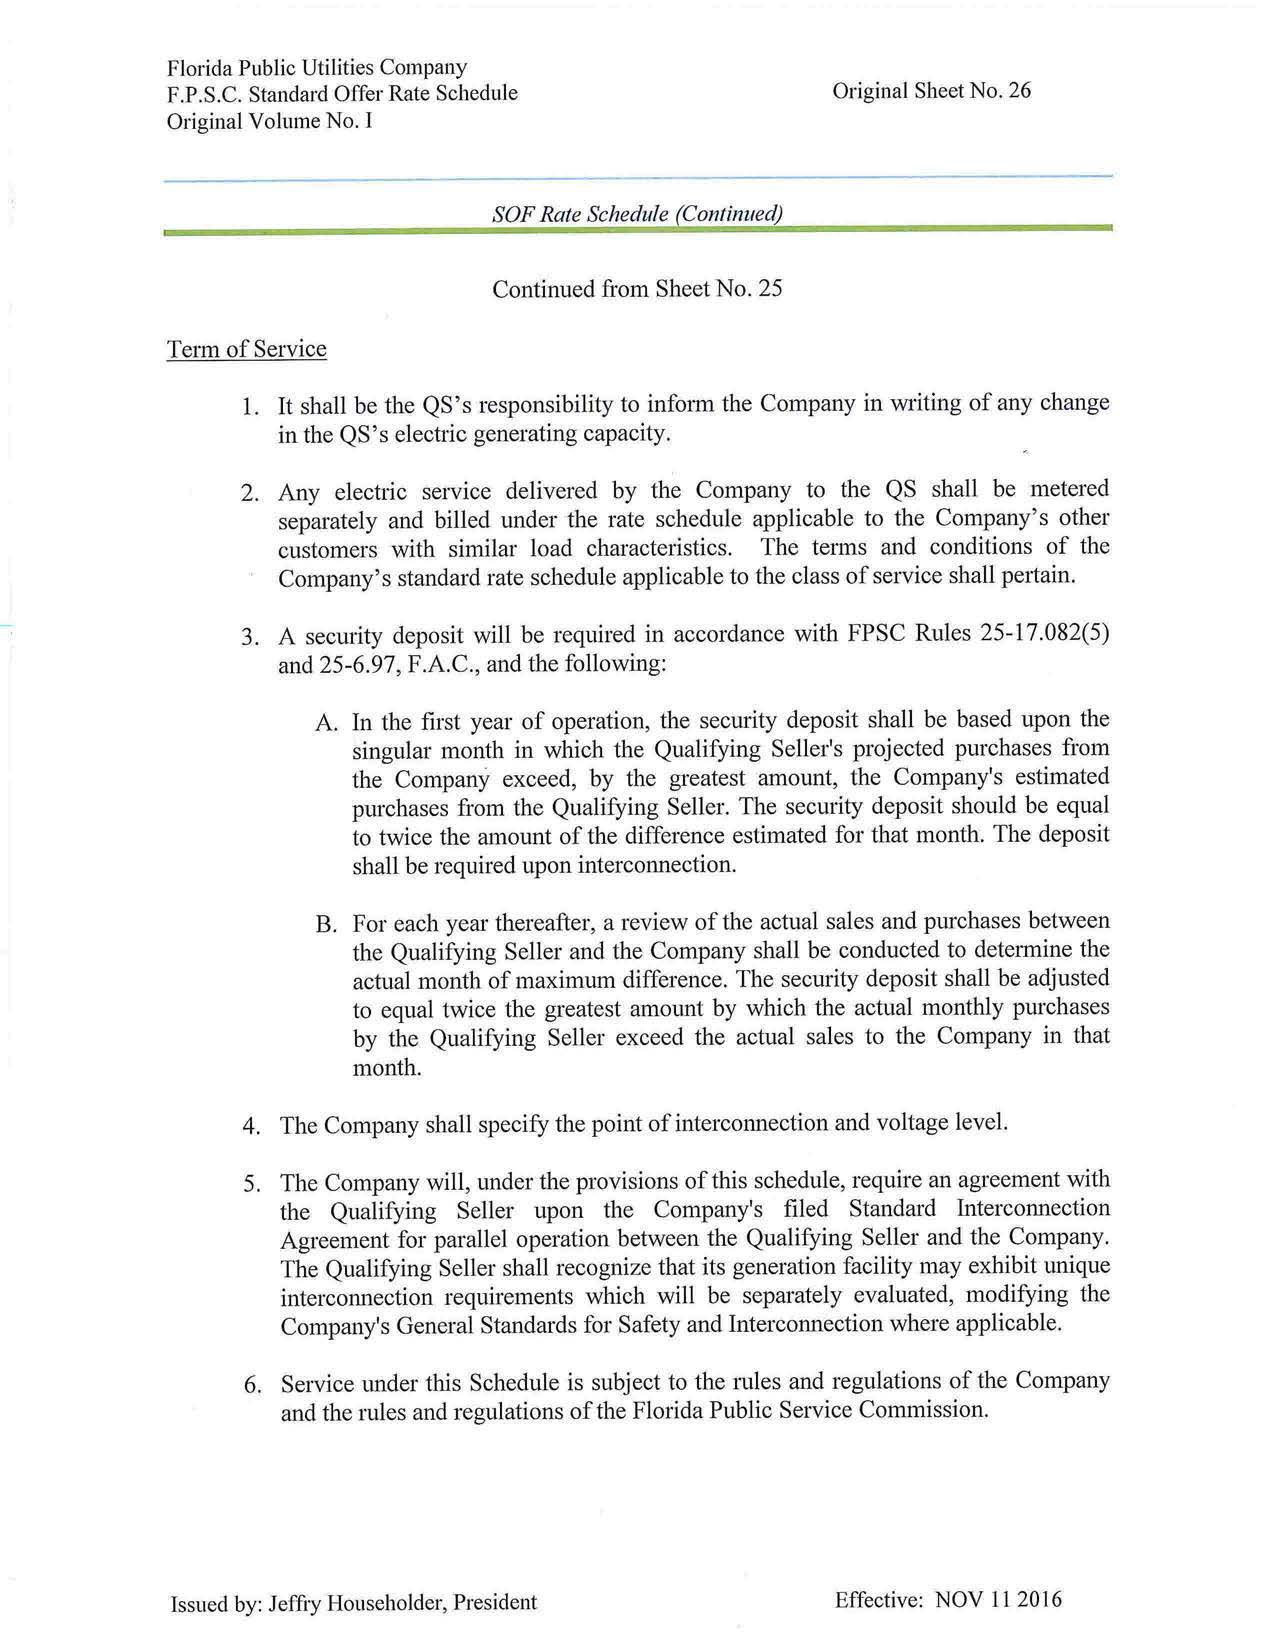 Florida Public Utilities Company
F.P.S.C. Standard Offer Rate Schedule
Original Sheet No. 26
Original Volume No. I
SOF Rate Schedule (Continued)
Continued from Sheet No. 25
Term of Service
1. It shall be the QS's responsibility to inform the Company in writing of any change
in the QS's electric generating capacity.
2. Any electric service delivered by the Company to the QS shall be metered
separately and billed under the rate schedule applicable to the Company's other
customers with similar load characteristics. The terms and conditions of the
Company's standard rate schedule applicable to the class of service shall pertain.
3. A security deposit will be required in accordance with FPSC Rules 25-17.082(5)
and 25-6.97, F.A.C., and the following:
A. In the first year of operation, the security deposit shall be based upon the
singular month in which the Qualifying Seller's projected purchases from
the Company exceed, by the greatest amount, the Company's estimated
purchases from the Qualifying Seller. The security deposit should be equal
to twice the amount of the difference estimated for that month. The deposit
shall be required upon interconnection.
B. For each year thereafter, a review of the actual sales and purchases between
the Qualifying Seller and the Company shall be conducted to determine the
actual month of maximum difference. The security deposit shall be adjusted
to equal twice the greatest amount by which the actual monthly purchases
by the Qualifying Seller exceed the actual sales to the Company in that
month.
4. The Company shall specify the point of interconnection and voltage level.
5. The Company will, under the provisions of this schedule, require an agreement with
the Qualifying Seller upon the Company's filed Standard Interconnection
Agreement for parallel operation between the Qualifying Seller and the Company.
The Qualifying Seller shall recognize that its generation facility may exhibit unique
interconnection requirements which will be separately evaluated, modifying the
Company's General Standards for Safety and Interconnection where applicable.
6. Service under this Schedule is subject to the rules and regulations of the Company
and the rules and regulations of the Florida Public Service Commission.
Issued by: Jeffry Householder, President
Effective: NOV 11 2016